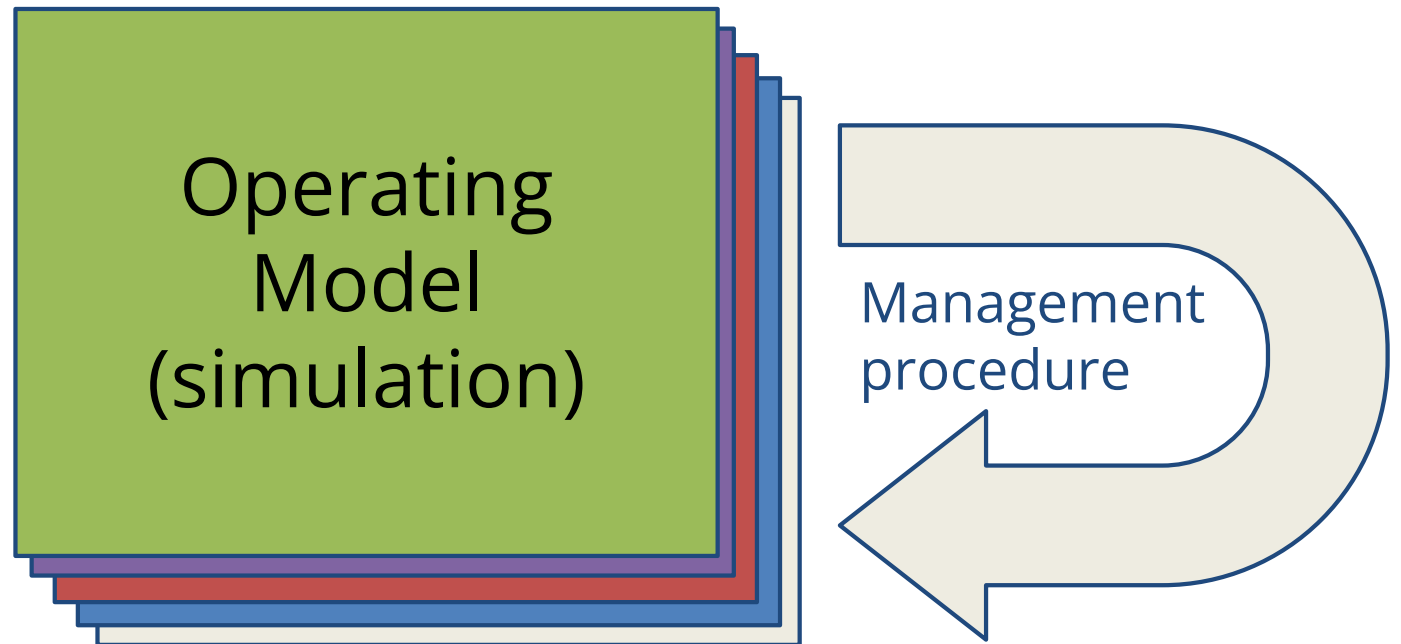 Operating
Model
(simulation)
Management
procedure